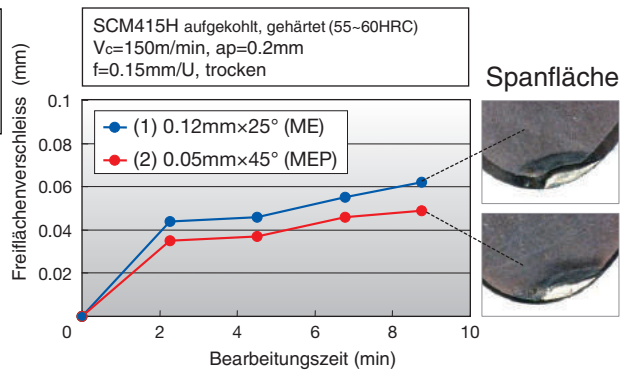 SCM415H aufgekohlt, gehärtet (55~60HRC)
Vc=150m/min, ap=0.2mm
f=0.15mm/U, trocken
Spanfläche
Freiflächenverschleiss (mm)
0.1
0.08
0.06
0.04
0.02
(1) 0.12mm×25° (ME)
(2) 0.05mm×45° (MEP)
0
2
4
6
8
10
Bearbeitungszeit (min)